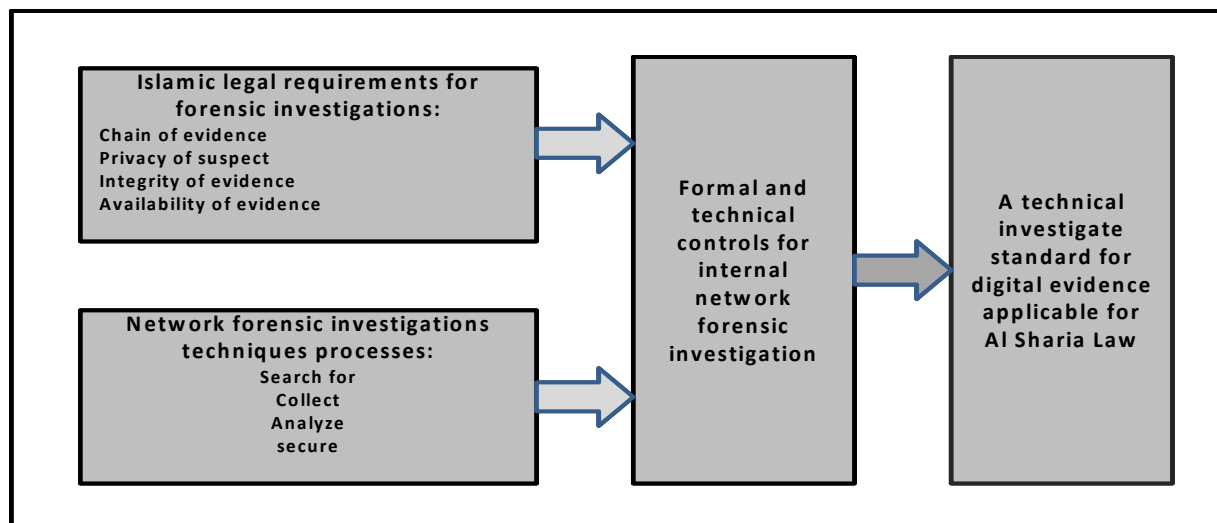 Islamic legal requirements for
forensic investigations:
Chain of evidence
Privacy of suspect
Integrity of evidence
Availability of evidence
Network forensic investigations
techniques processes:
Search for
Collect
Analyze
secure
Formal and
technical
controls for
internal
network
forensic
investigation
A technical
investigate
standard for
digital evidence
applicable for
Al Sharia Law